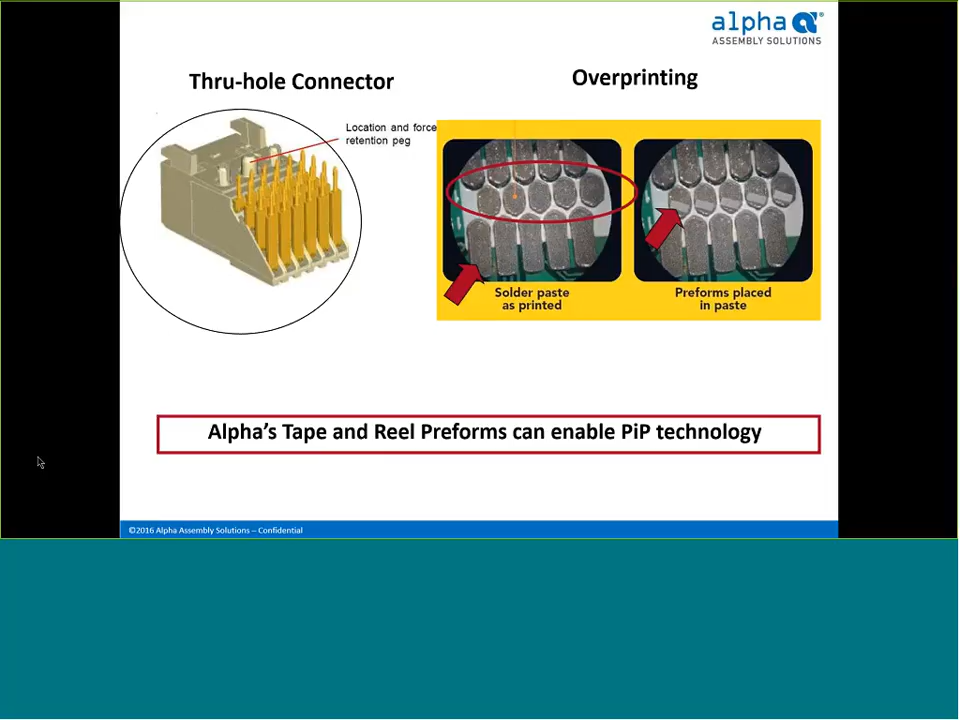 alpha
ASSEMBLY SOLUTIONS
Thru-hole Connector
Overprinting
Location and force
retention peg
Solder paste
as printed
Preforms placed
in paste
Alpha's Tape and Reel Preforms can enable PiP technology
©2016 Alpha Assembly Solutions – Confidential